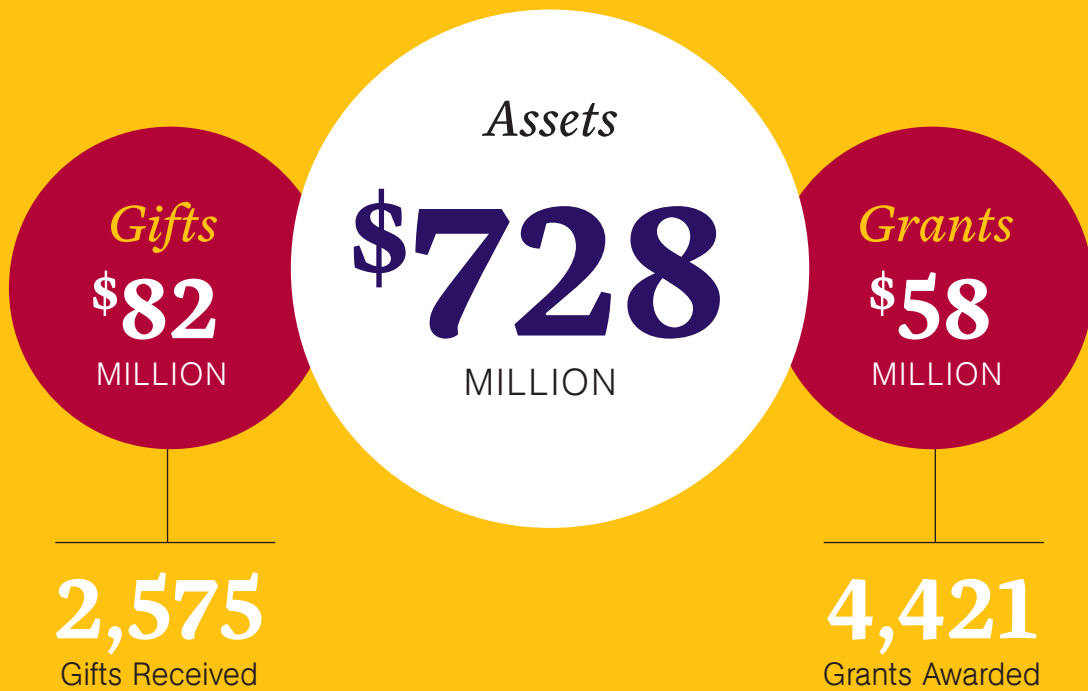 Assets
$728
MILLION
Gifts
$82
MILLION
2,575
Gifts Received
Grants
$58
MILLION
4,421
Grants Awarded